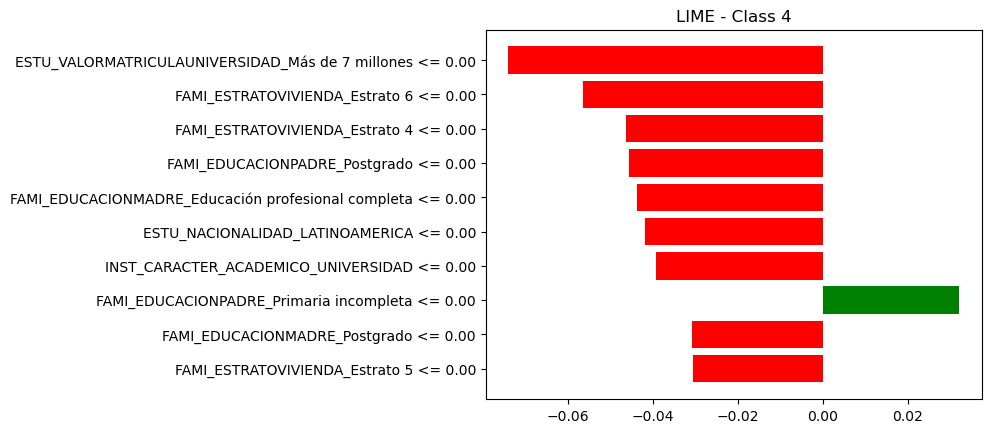 LIME - Class 4
ESTU_VALORMATRICULAUNIVERSIDAD_Más de 7 millones <= 0.00
FAMI_ESTRATOVIVIENDA_Estrato 6 <= 0.00
FAMI_ESTRATOVIVIENDA_Estrato 4 <= 0.00
FAMI_EDUCACIONPADRE_Postgrado <= 0.00
FAMI_EDUCACIONMADRE_Educación profesional completa <= 0.00
ESTU_NACIONALIDAD_LATINOAMERICA <= 0.00
INST_CARACTER_ACADEMICO_UNIVERSIDAD <= 0.00
FAMI_EDUCACIONPADRE_Primaria incompleta <= 0.00
FAMI_EDUCACIONMADRE_Postgrado <= 0.00
FAMI_ESTRATOVIVIENDA_Estrato 5 <= 0.00
−0.06 −0.04 −0.02 0.00 0.02